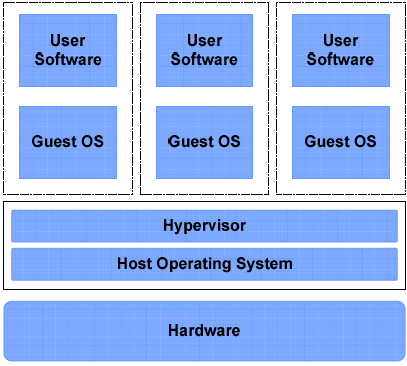 User
Software
User
Software
User
Software
Guest OS
Guest OS
Guest OS
Hypervisor
Host Operating System
Hardware